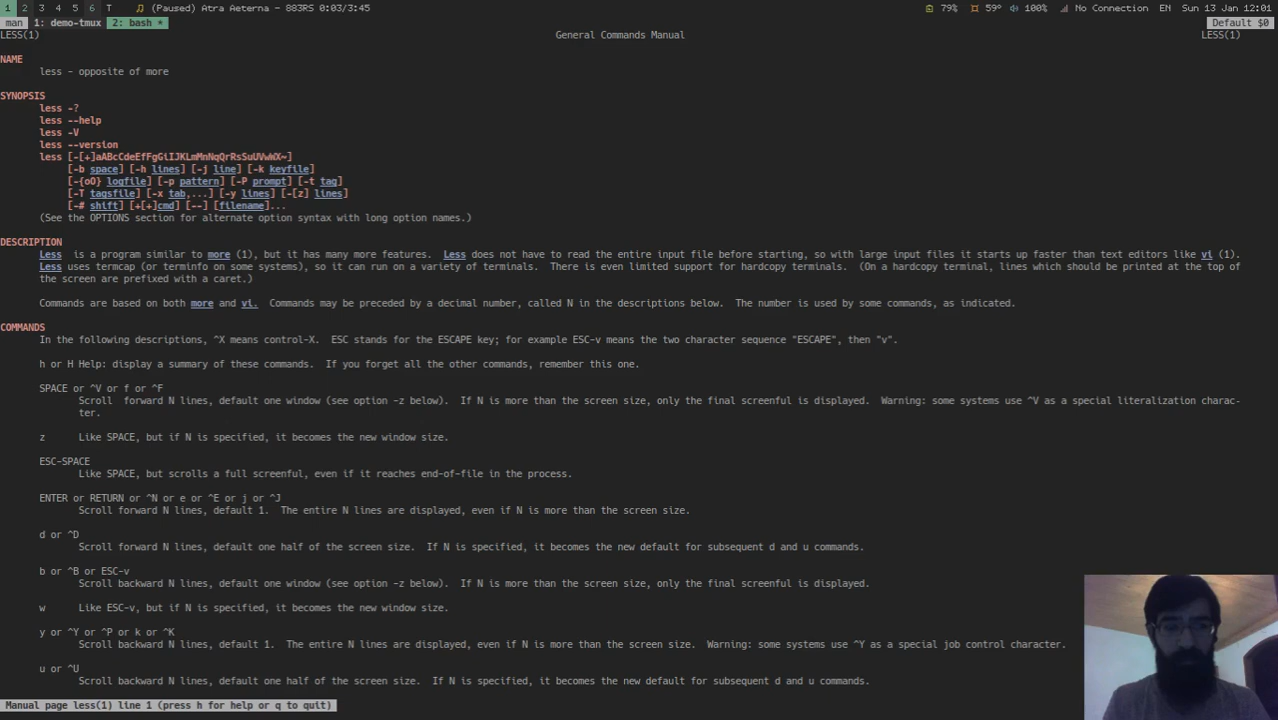 1 2 3 4 5 6 T ♫ (Paused) Atra Aeterna - 883RS 0:03/3:45 79% 59° 100% No Connection EN Sun 13 Jan 12:01
man 1: demo-tmux 2: bash * Default $0
LESS(1) General Commands Manual LESS(1)
NAME
less - opposite of more
SYNOPSIS
less -?
less --help
less -V
less --version
less [-[+]aABcCdeEfFgGiIJKLmMnNqQrRsSuUVwWX~]
[-b space] [-h lines] [-j line] [-k keyfile]
[-{oO} logfile] [-p pattern] [-P prompt] [-t tag]
[-T tagsfile] [-x tab,...] [-y lines] [-[z] lines]
[-# shift] [+[+]cmd] [--] [filename]...
(See the OPTIONS section for alternate option syntax with long option names.)
DESCRIPTION
Less is a program similar to more (1), but it has many more features. Less does not have to read the entire input file before starting, so with large input files it starts up faster than text editors like vi (1).
Less uses termcap (or terminfo on some systems), so it can run on a variety of terminals. There is even limited support for hardcopy terminals. (On a hardcopy terminal, lines which should be printed at the top of
the screen are prefixed with a caret.)
Commands are based on both more and vi. Commands may be preceded by a decimal number, called N in the descriptions below. The number is used by some commands, as indicated.
COMMANDS
In the following descriptions, ^X means control-X. ESC stands for the ESCAPE key; for example ESC-v means the two character sequence "ESCAPE", then "v".
h or H Help: display a summary of these commands. If you forget all the other commands, remember this one.
SPACE or ^V or f or ^F
Scroll forward N lines, default one window (see option -z below). If N is more than the screen size, only the final screenful is displayed. Warning: some systems use ^V as a special literalization charac-
ter.
z Like SPACE, but if N is specified, it becomes the new window size.
ESC-SPACE
Like SPACE, but scrolls a full screenful, even if it reaches end-of-file in the process.
ENTER or RETURN or ^N or e or ^E or j or ^J
Scroll forward N lines, default 1. The entire N lines are displayed, even if N is more than the screen size.
d or ^D
Scroll forward N lines, default one half of the screen size. If N is specified, it becomes the new default for subsequent d and u commands.
b or ^B or ESC-v
Scroll backward N lines, default one window (see option -z below). If N is more than the screen size, only the final screenful is displayed.
w Like ESC-v, but if N is specified, it becomes the new window size.
y or ^Y or ^P or k or ^K
Scroll backward N lines, default 1. The entire N lines are displayed, even if N is more than the screen size. Warning: some systems use ^Y as a special job control character.
u or ^U
Scroll backward N lines, default one half of the screen size. If N is specified, it becomes the new default for subsequent d and u commands.
Manual page less(1) line 1 (press h for help or q to quit)